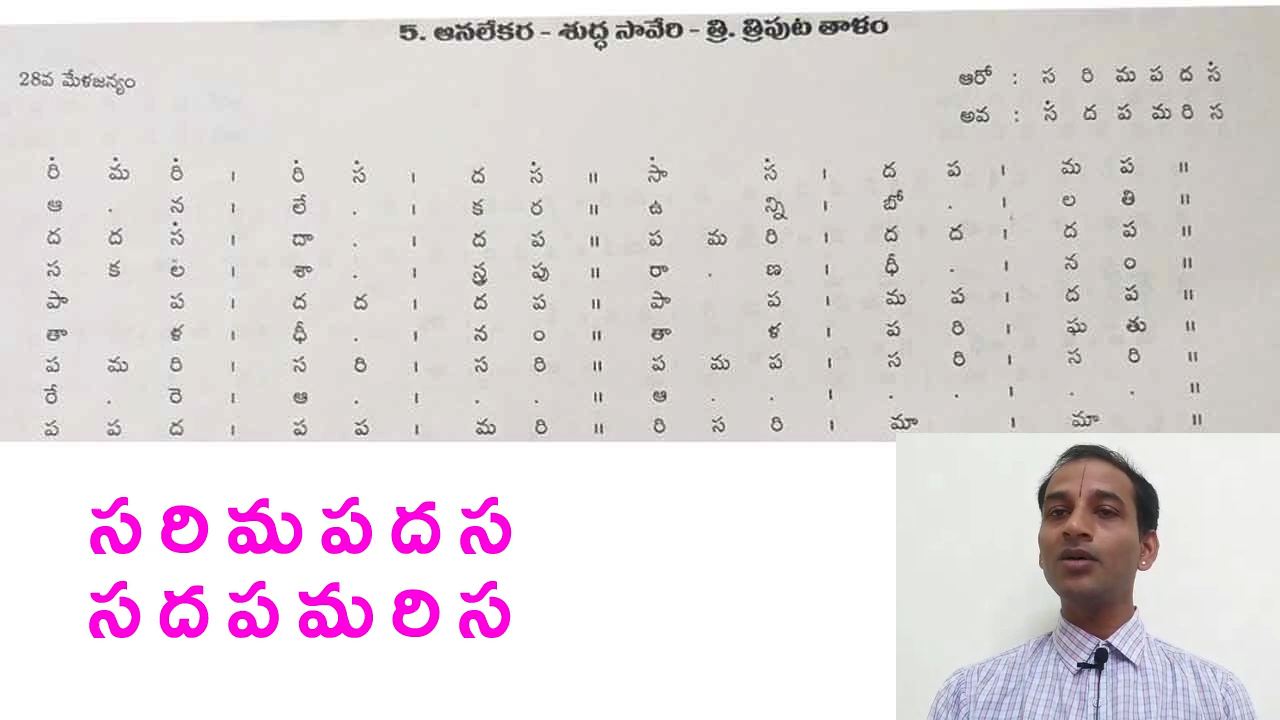 5. ఆనలేకర - శుద్ధ సావేరి - త్రి. త్రిపుట తాళం
28వ మేళజన్యం
ఆరో : స రి మ ప ద స̇
అవ : స̇ ద ప మ రి స
రి̇ మ̇ రి̇ । రి̇ స̇ । ద స̇ ॥ సా̇ స̇ । ద ప । మ ప ॥
ఆ . న । లే . । క ర ॥ ఉ న్ని । బో . । ల తి ॥
ద ద స̇ । దా . । ద ప ॥ ప మ రి । ద ద । ద ప ॥
స క ల । శా . । స్త్ర పు ॥ రా . ణ । ధీ . । న ం ॥
పా ప । ద ద । ద ప ॥ పా ప । మ ప । ద ప ॥
తా ళ । ధీ . । న ం ॥ తా ళ । ప రి । ఘ తు ॥
ప మ రి । స రి । స రి ॥ ప మ ప । స రి । స రి ॥
రే . రె । ఆ . । . . ॥ ఆ . . । . . । . . ॥
ప ప ద । ప ప । మ రి ॥ రి స రి । మా । మా ॥
స రి మ ప ద స
స ద ప మ రి స